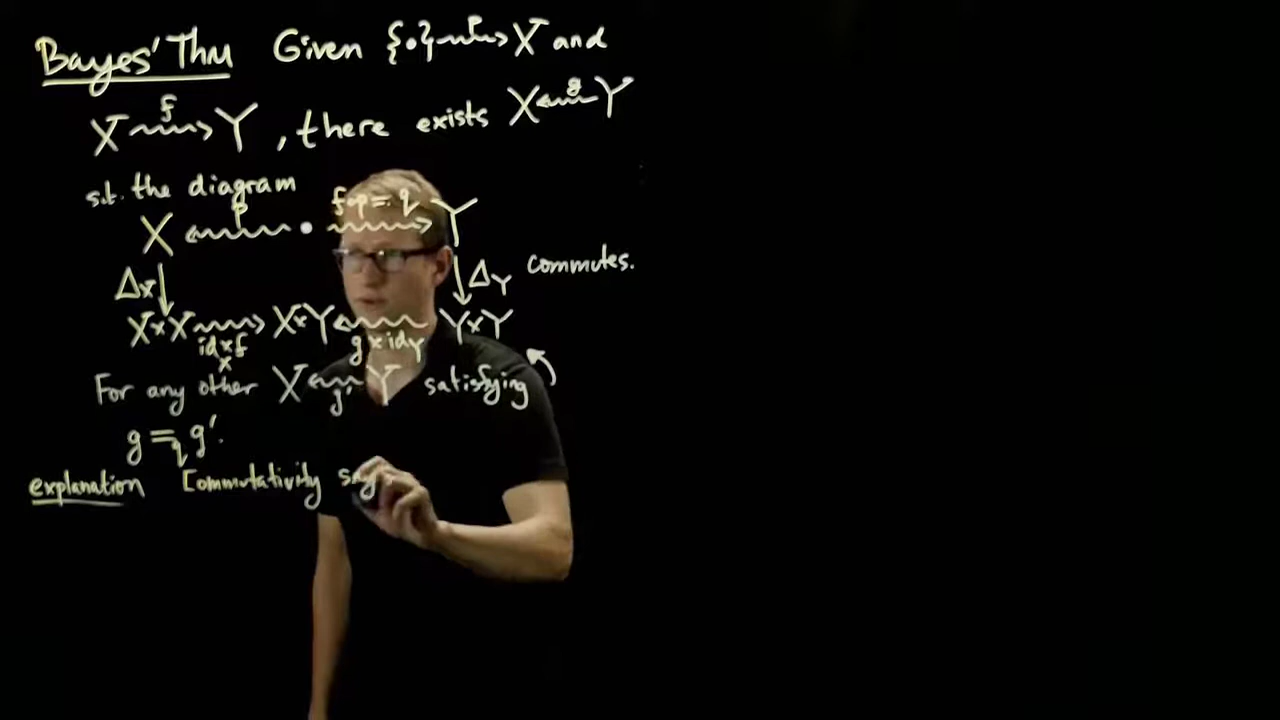 Bayes' Thm Given {•} ⇝ᵖ X and
X ⇝ᶠ Y , there exists X ⇜ᵍ Y
s.t. the diagram
X ⇜ᵖ • ⇝ Y f∘p =: q
Δ_X ↓ ↓ Δ_Y commutes.
X×X ⇝ X×Y ⇜ Y×Y
id_X × f g × id_Y
For any other X ⇜ Y satisfying
g'
g =_q g'.
explanation Commutativity say